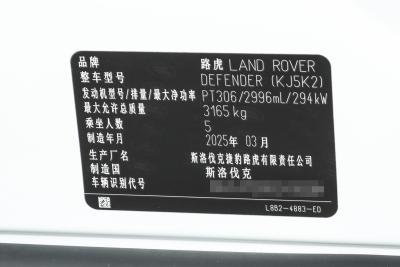 品牌 路虎 LAND ROVER
整车型号 DEFENDER (KJ5K2)
发动机型号/排量/最大净功率 PT306/2996mL/294kW
最大允许总质量 3165 kg
乘坐人数 5
制造年月 2025年 03月
生产厂名 斯洛伐克捷豹路虎有限责任公司
制造国 斯洛伐克
车辆识别代号
L8B2-4883-ED